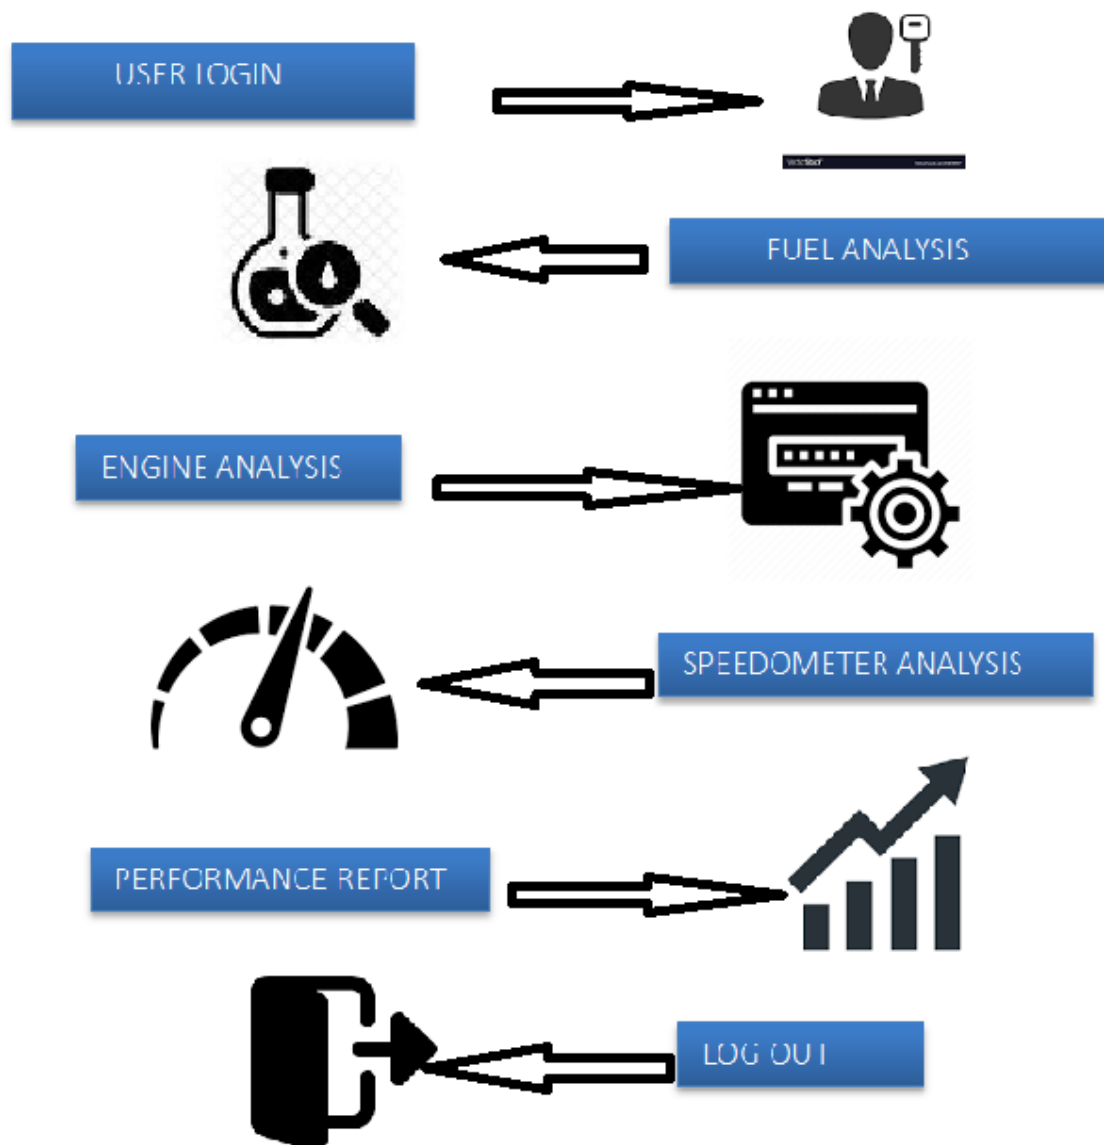 USER LOGIN
FUEL ANALYSIS
ENGINE ANALYSIS
SPEEDOMETER ANALYSIS
PERFORMANCE REPORT
LOG OUT